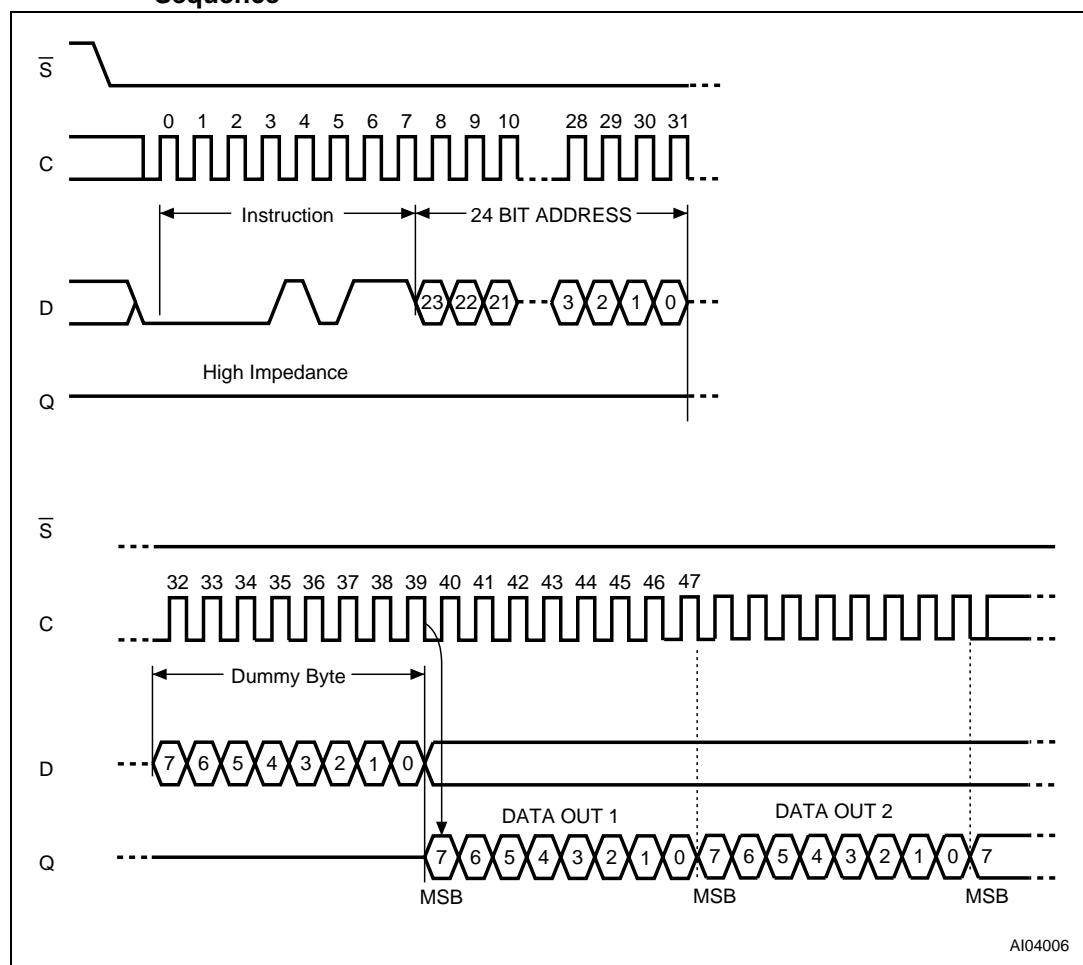 Sequence
S
0 1 2 3 4 5 6 7 8 9 10 28 29 30 31
C
Instruction 24 BIT ADDRESS
D 23 22 21 3 2 1 0
High Impedance
Q
S
32 33 34 35 36 37 38 39 40 41 42 43 44 45 46 47
C
Dummy Byte
D 7 6 5 4 3 2 1 0
DATA OUT 1 DATA OUT 2
Q 7 6 5 4 3 2 1 0 7 6 5 4 3 2 1 0 7
MSB MSB MSB
AI04006